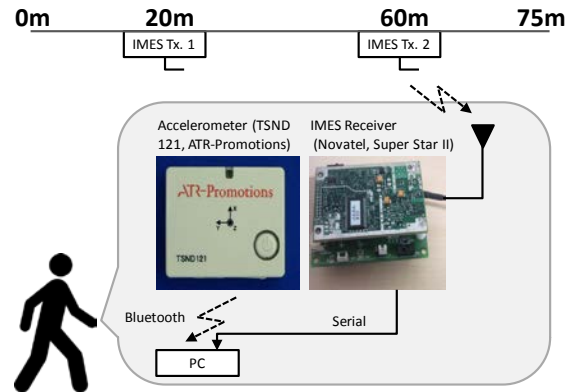 0m 20m 60m 75m
IMES Tx. 1 IMES Tx. 2
Accelerometer (TSND
121, ATR-Promotions)
IMES Receiver
(Novatel, Super Star II)
ATR-Promotions
X
Y Z
TSND121
Bluetooth
Serial
PC